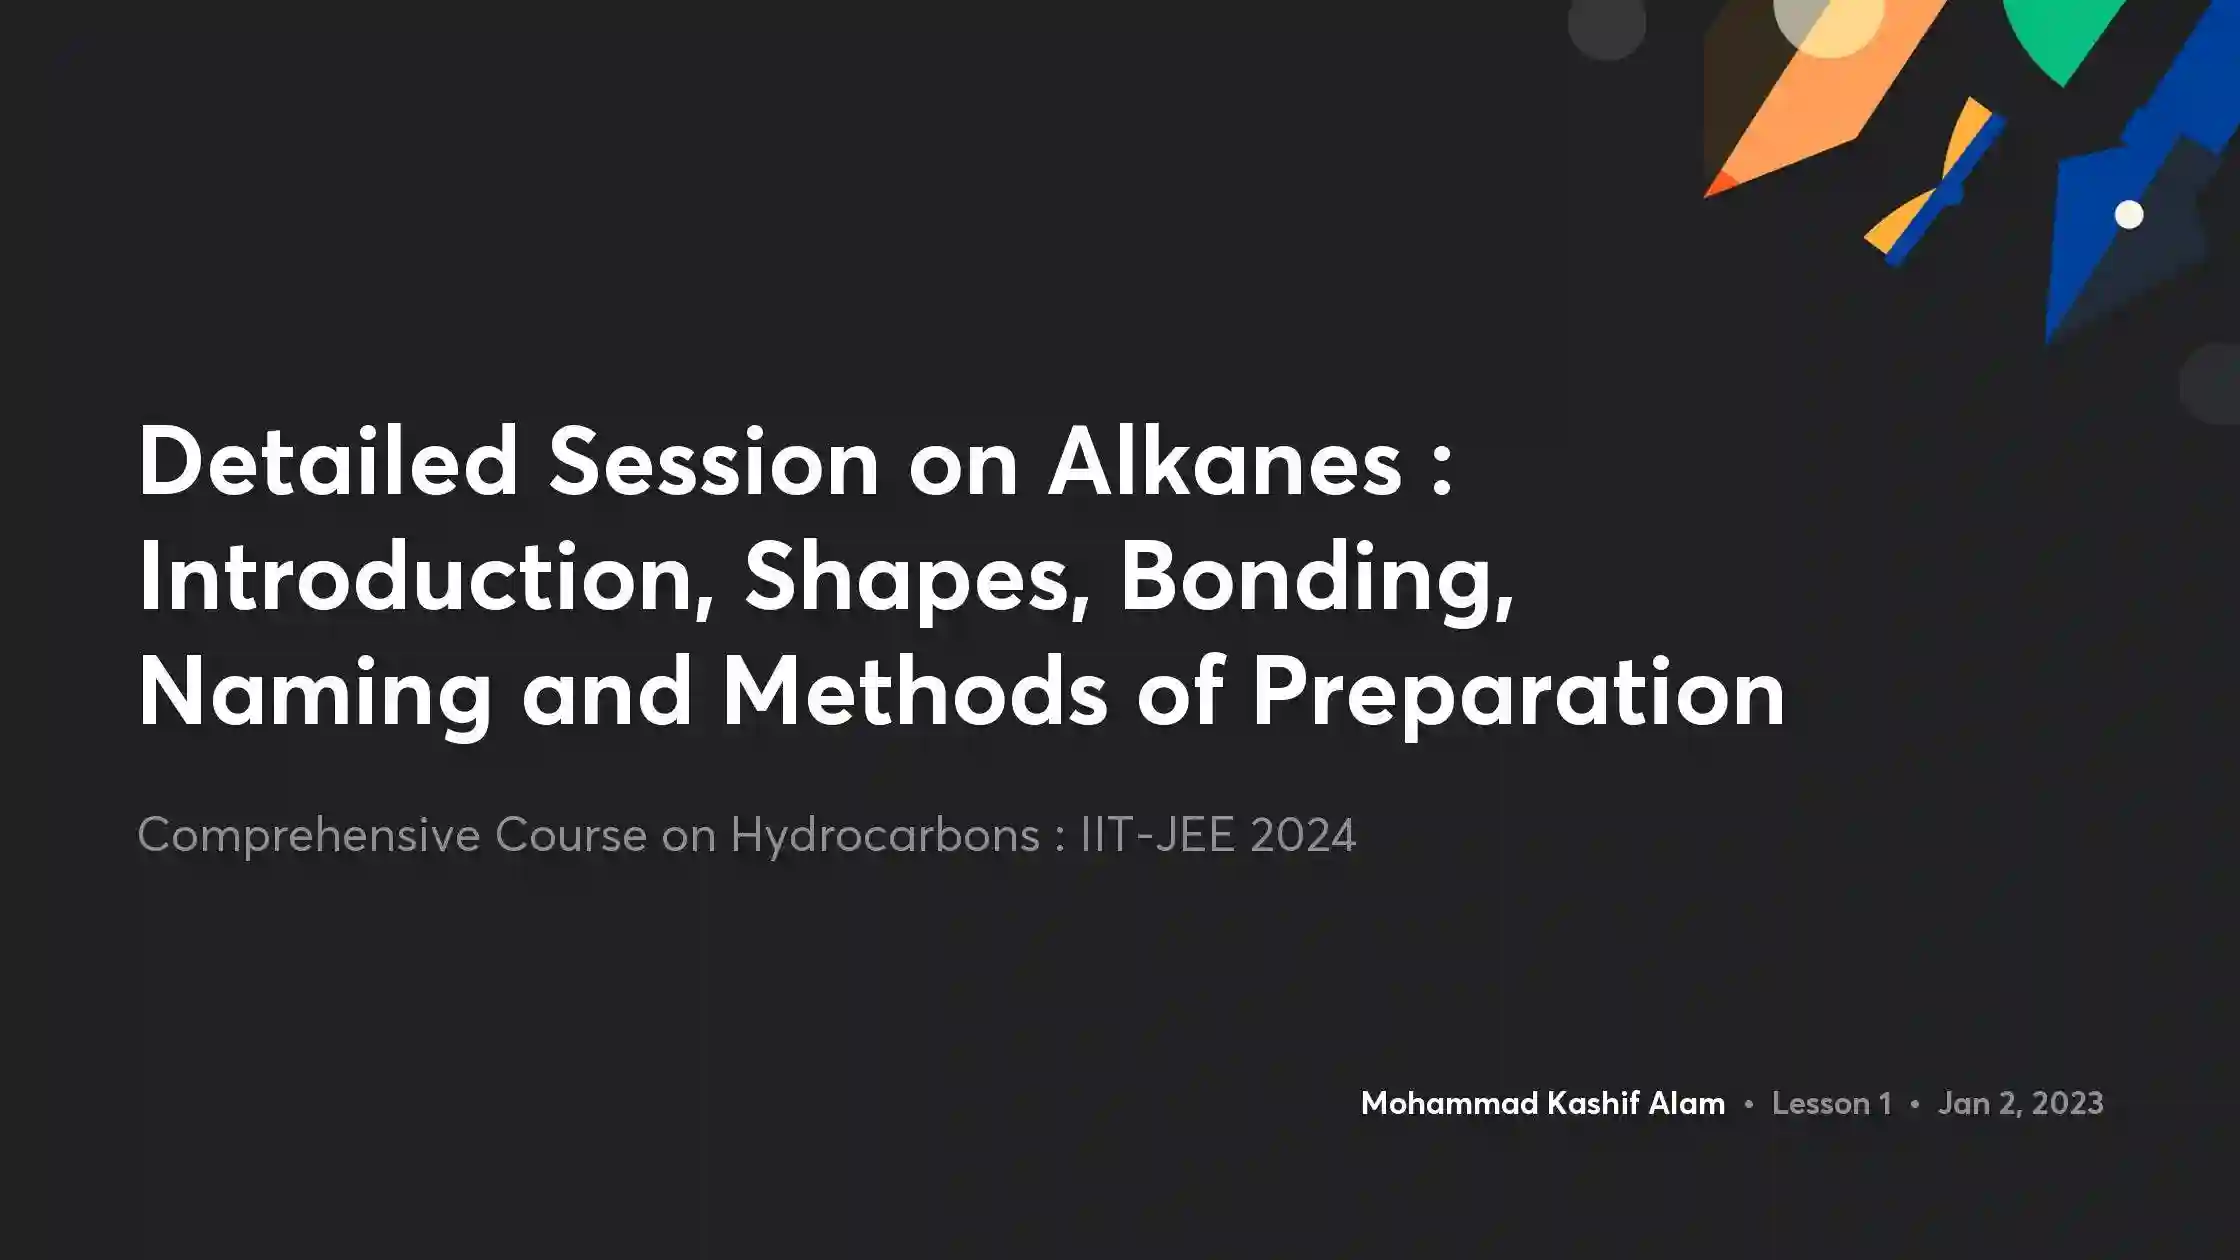 Detailed Session on Alkanes :
Introduction, Shapes, Bonding,
Naming and Methods of Preparation
Comprehensive Course on Hydrocarbons : IIT-JEE 2024
Mohammad Kashif Alam • Lesson 1 • Jan 2, 2023